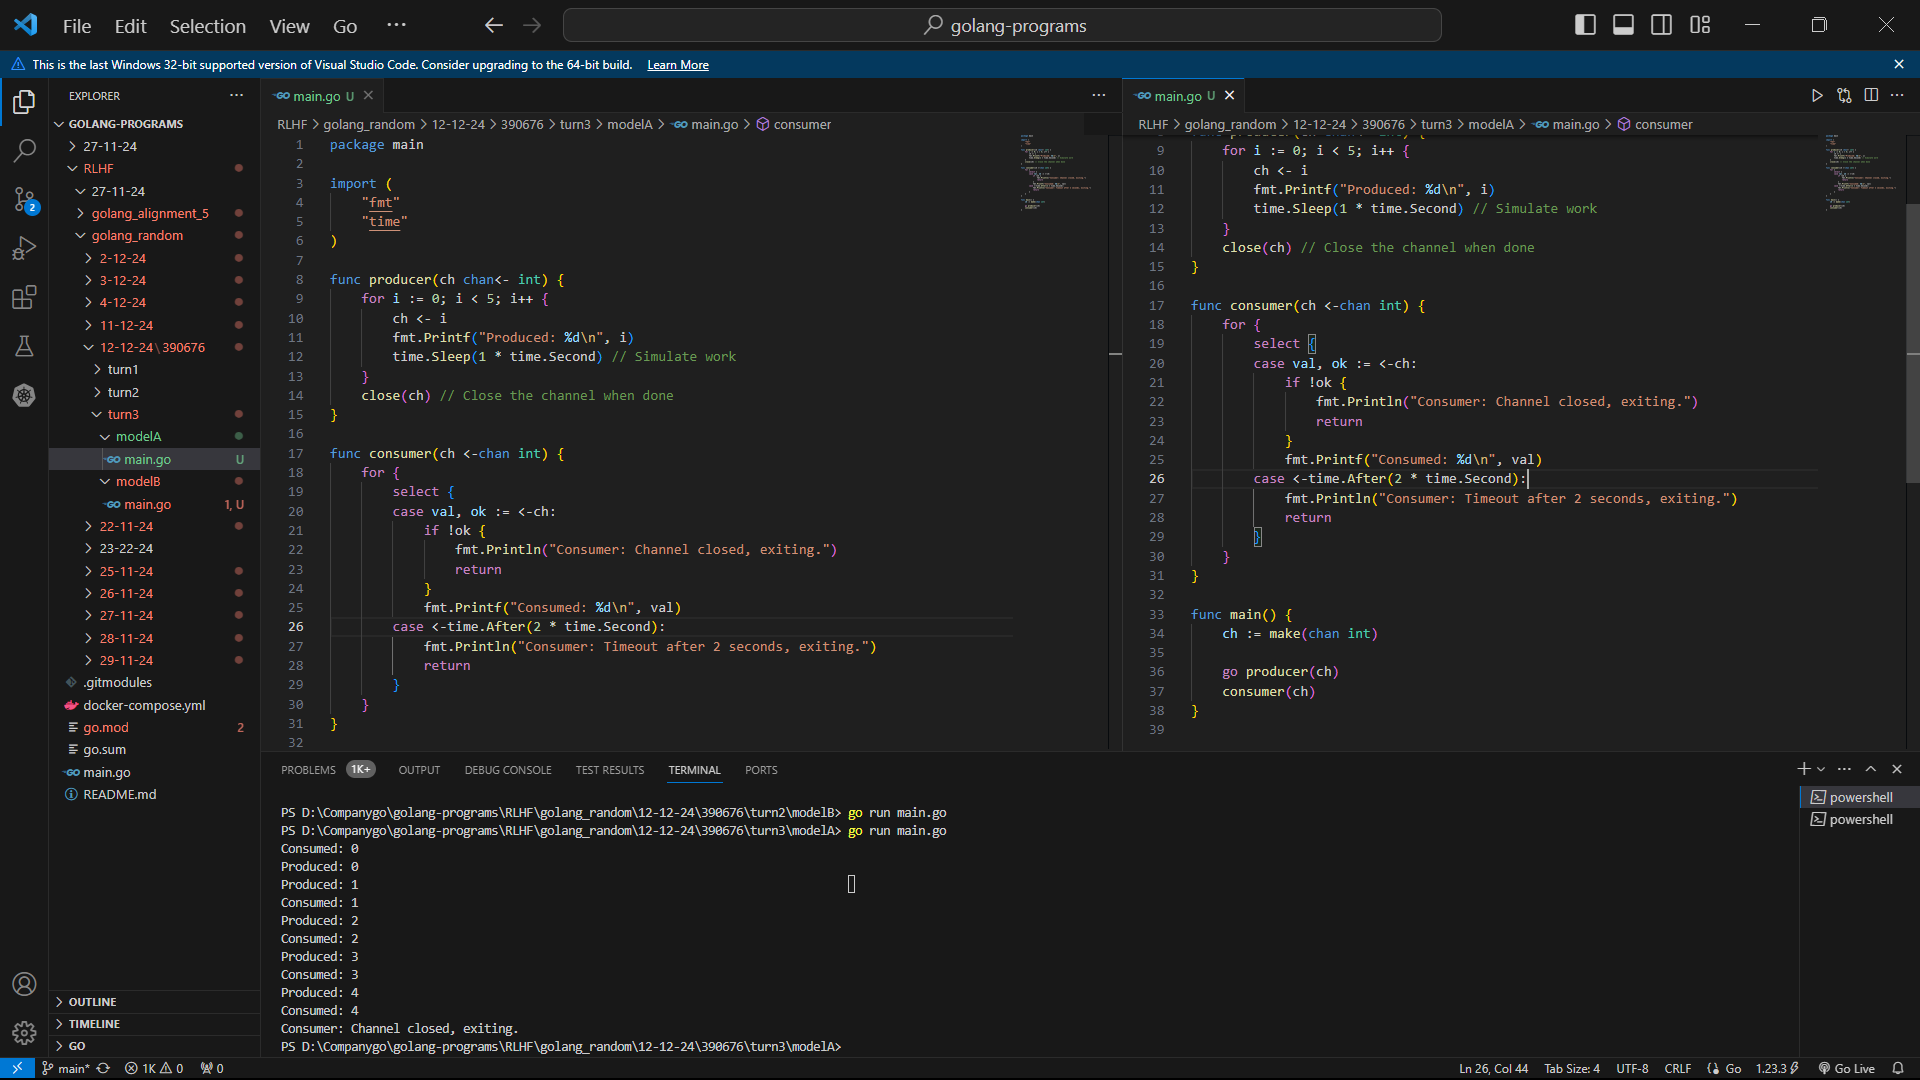 File Edit Selection View Go ··· golang-programs
This is the last Windows 32-bit supported version of Visual Studio Code. Consider upgrading to the 64-bit build. Learn More
EXPLORER
GOLANG-PROGRAMS
27-11-24
RLHF
27-11-24
golang_alignment_5
golang_random
2-12-24
3-12-24
4-12-24
11-12-24
12-12-24\390676
turn1
turn2
turn3
modelA
main.go U
modelB
main.go 1, U
22-11-24
23-22-24
25-11-24
26-11-24
27-11-24
28-11-24
29-11-24
.gitmodules
docker-compose.yml
go.mod 2
go.sum
main.go
README.md
OUTLINE
TIMELINE
GO
main.go U
RLHF > golang_random > 12-12-24 > 390676 > turn3 > modelA > main.go > consumer
1 package main
2
3 import (
4 "fmt"
5 "time"
6 )
7
8 func producer(ch chan<- int) {
9 for i := 0; i < 5; i++ {
10 ch <- i
11 fmt.Printf("Produced: %d\n", i)
12 time.Sleep(1 * time.Second) // Simulate work
13 }
14 close(ch) // Close the channel when done
15 }
16
17 func consumer(ch <-chan int) {
18 for {
19 select {
20 case val, ok := <-ch:
21 if !ok {
22 fmt.Println("Consumer: Channel closed, exiting.")
23 return
24 }
25 fmt.Printf("Consumed: %d\n", val)
26 case <-time.After(2 * time.Second):
27 fmt.Println("Consumer: Timeout after 2 seconds, exiting.")
28 return
29 }
30 }
31 }
32
main.go U
RLHF > golang_random > 12-12-24 > 390676 > turn3 > modelA > main.go > consumer
9 for i := 0; i < 5; i++ {
10 ch <- i
11 fmt.Printf("Produced: %d\n", i)
12 time.Sleep(1 * time.Second) // Simulate work
13 }
14 close(ch) // Close the channel when done
15 }
16
17 func consumer(ch <-chan int) {
18 for {
19 select {
20 case val, ok := <-ch:
21 if !ok {
22 fmt.Println("Consumer: Channel closed, exiting.")
23 return
24 }
25 fmt.Printf("Consumed: %d\n", val)
26 case <-time.After(2 * time.Second):
27 fmt.Println("Consumer: Timeout after 2 seconds, exiting.")
28 return
29 }
30 }
31 }
32
33 func main() {
34 ch := make(chan int)
35
36 go producer(ch)
37 consumer(ch)
38 }
39
PROBLEMS 1K+ OUTPUT DEBUG CONSOLE TEST RESULTS TERMINAL PORTS
PS D:\Companygo\golang-programs\RLHF\golang_random\12-12-24\390676\turn2\modelB> go run main.go
PS D:\Companygo\golang-programs\RLHF\golang_random\12-12-24\390676\turn3\modelA> go run main.go
Consumed: 0
Produced: 0
Produced: 1
Consumed: 1
Produced: 2
Consumed: 2
Produced: 3
Consumed: 3
Produced: 4
Consumed: 4
Consumer: Channel closed, exiting.
PS D:\Companygo\golang-programs\RLHF\golang_random\12-12-24\390676\turn3\modelA>
powershell
powershell
2
main* 1K 0 0 Ln 26, Col 44 Tab Size: 4 UTF-8 CRLF Go 1.23.3 Go Live